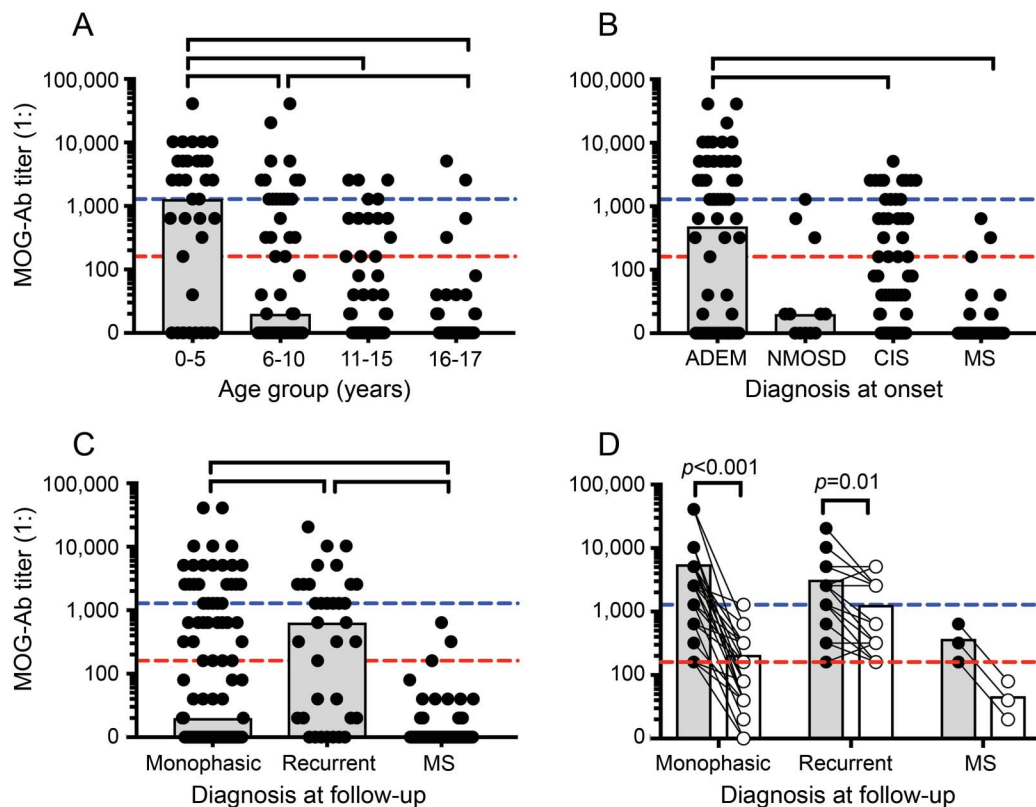 A
MOG-Ab titer (1:)
100,000
10,000
1,000
100
0
0-5 6-10 11-15 16-17
Age group (years)
B
100,000
10,000
1,000
100
0
ADEM NMOSD CIS MS
Diagnosis at onset
C
MOG-Ab titer (1:)
100,000
10,000
1,000
100
0
Monophasic Recurrent MS
Diagnosis at follow-up
D
p<0.001
p=0.01
100,000
10,000
1,000
100
0
Monophasic Recurrent MS
Diagnosis at follow-up